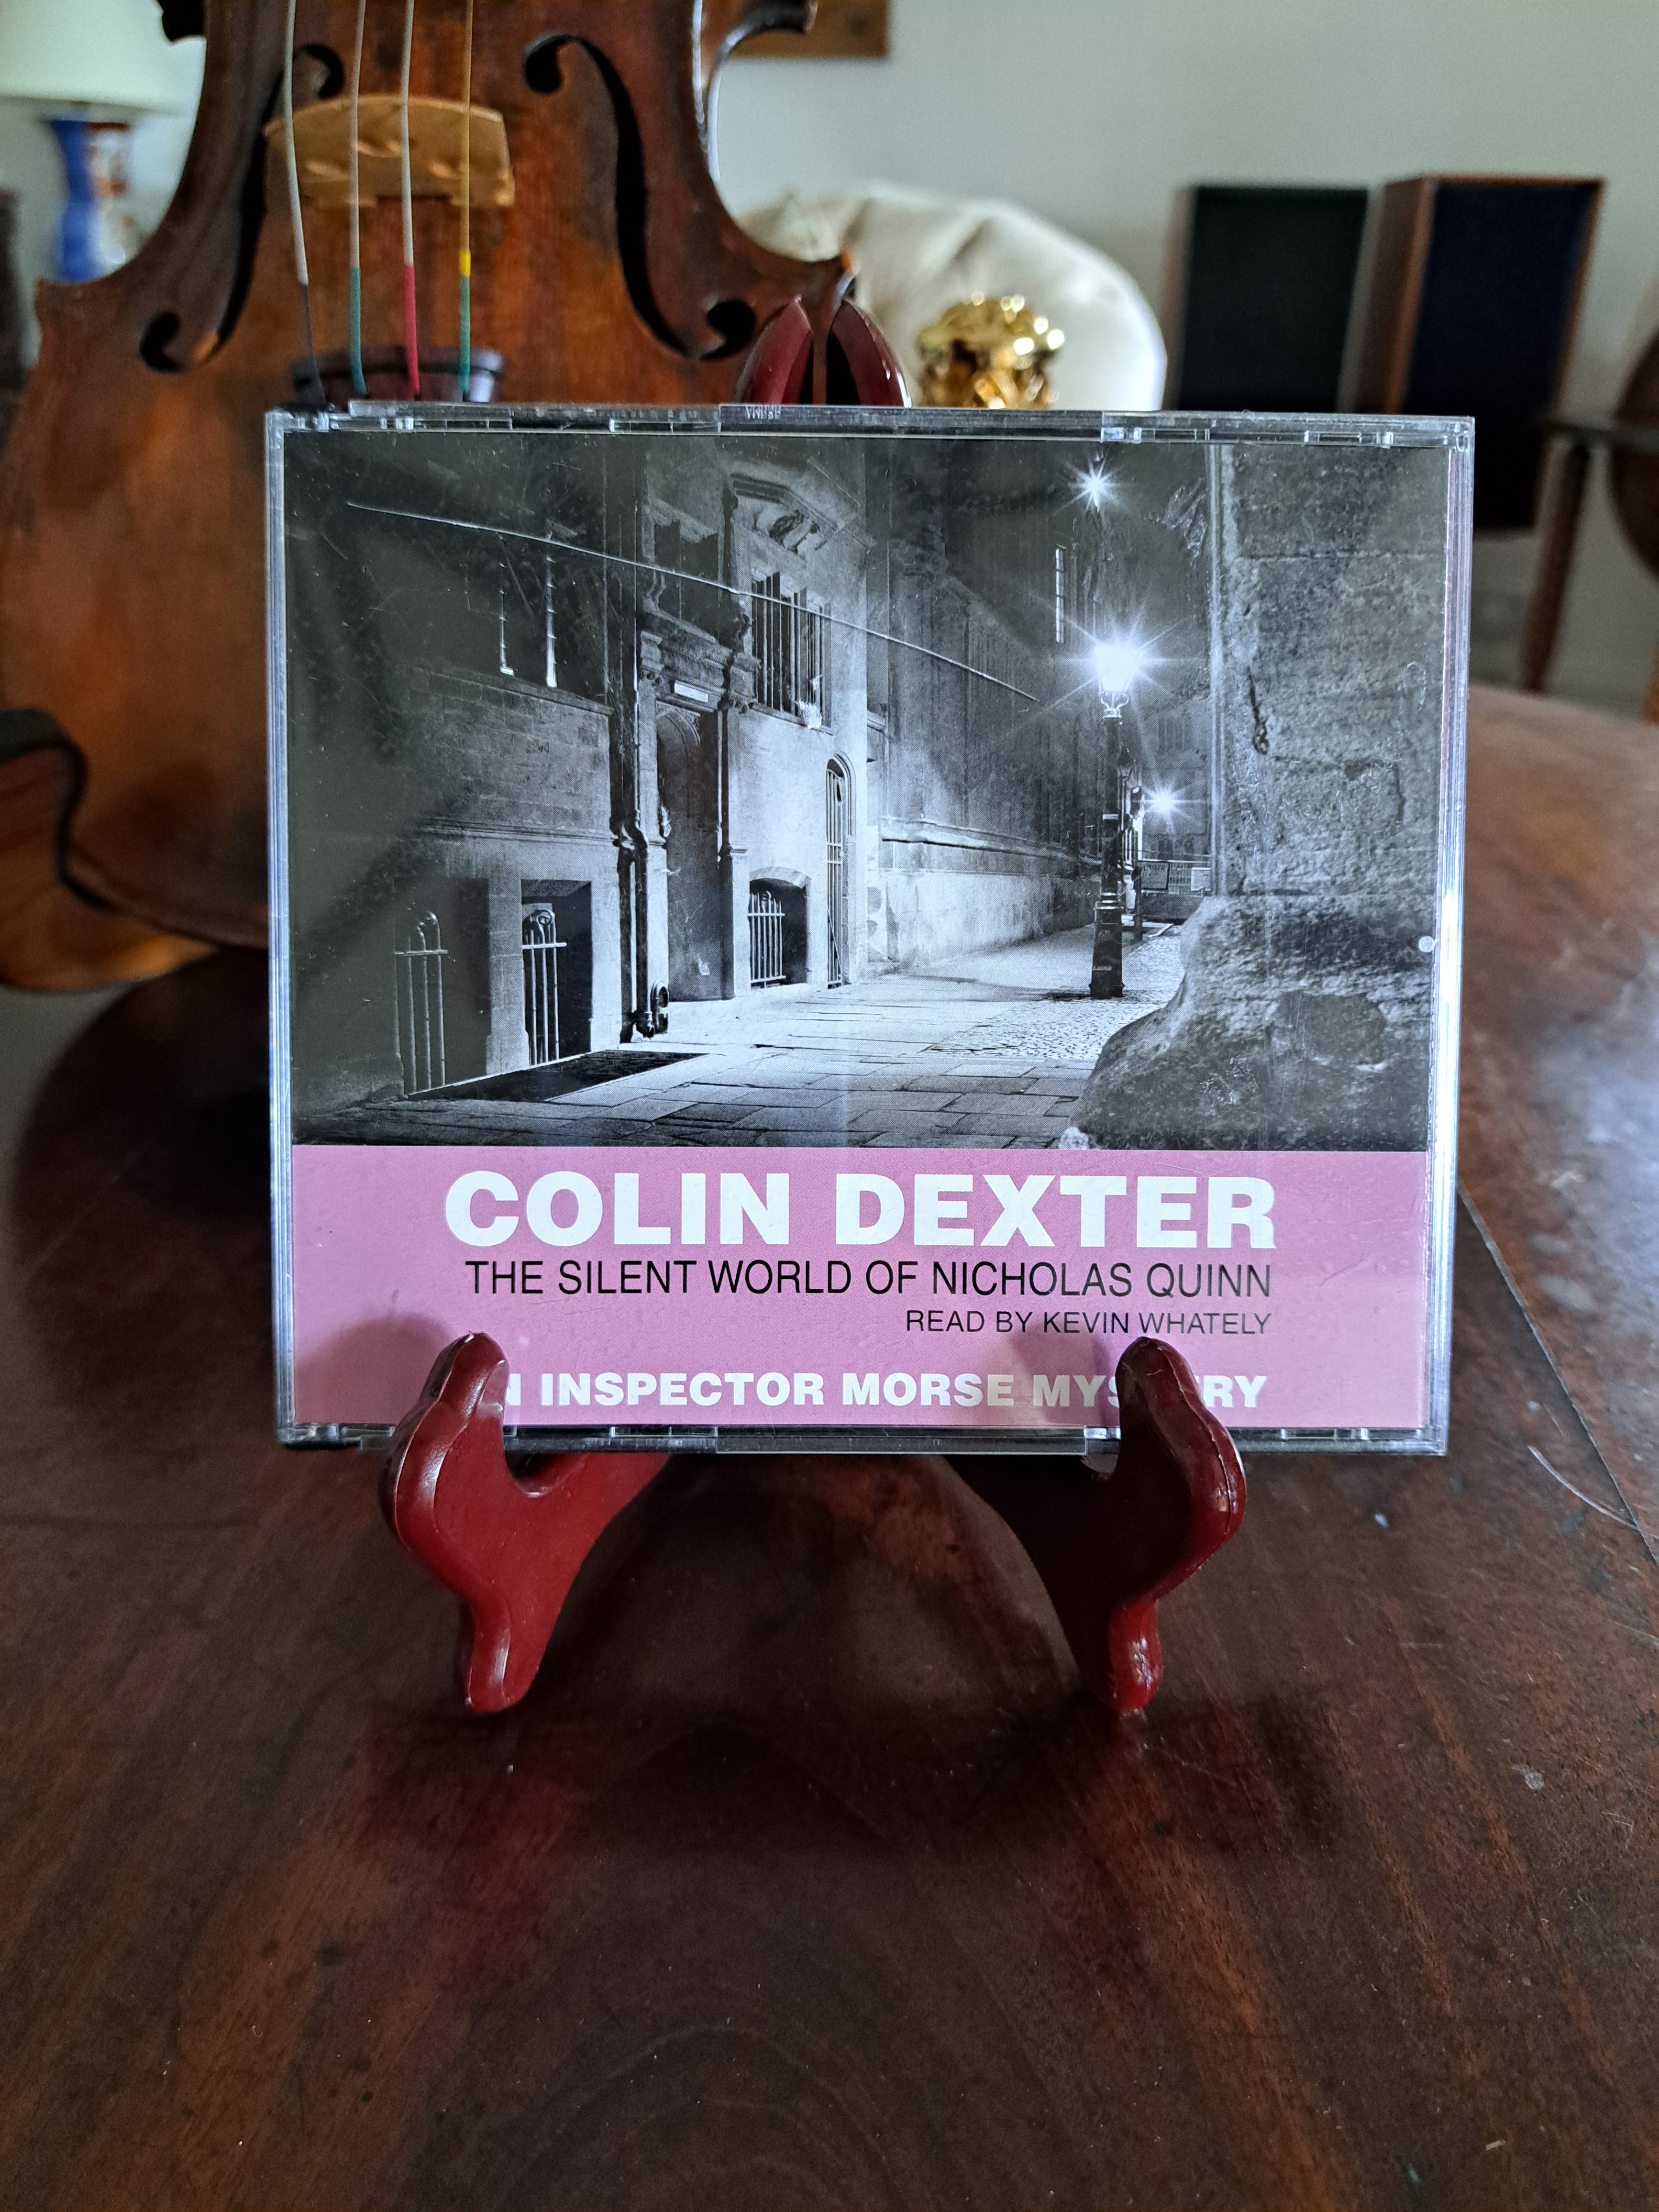 COLIN DEXTER
THE SILENT WORLD OF NICHOLAS QUINN
READ BY KEVIN WHATELY
INSPECTOR MORSE